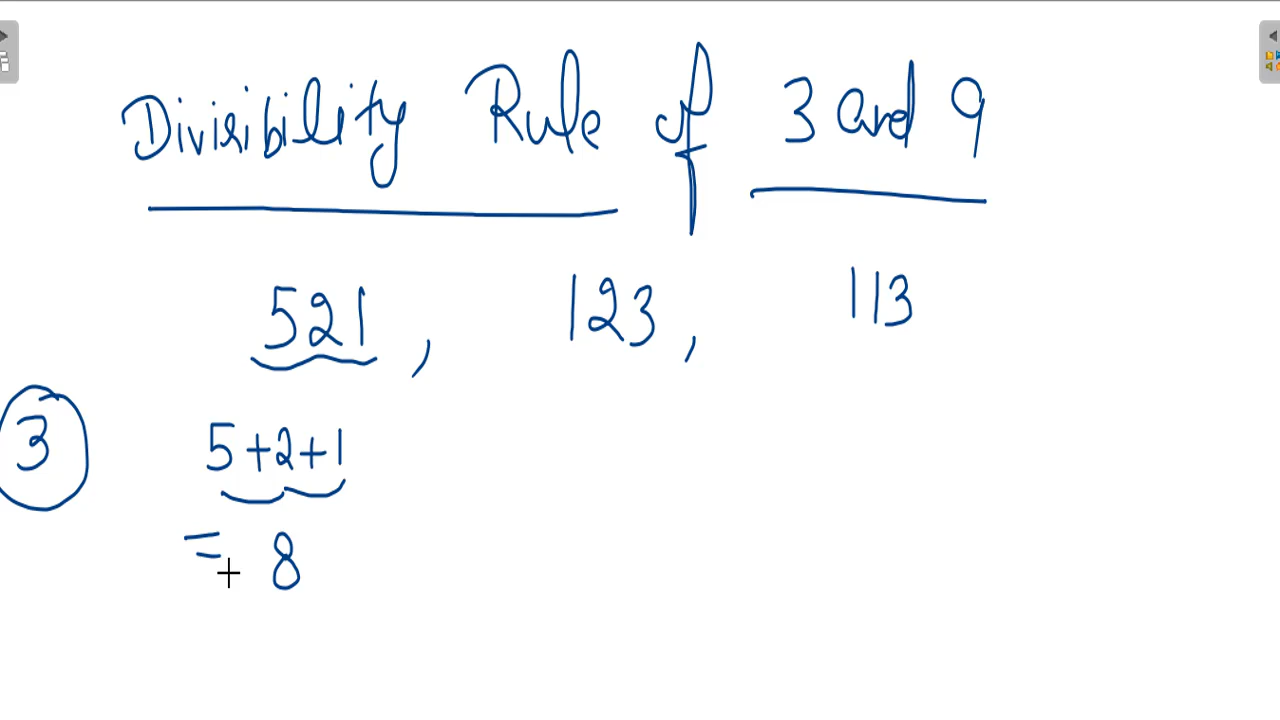 Divisibility Rule of 3 and 9
521, 123, 113
3 5+2+1
= 8